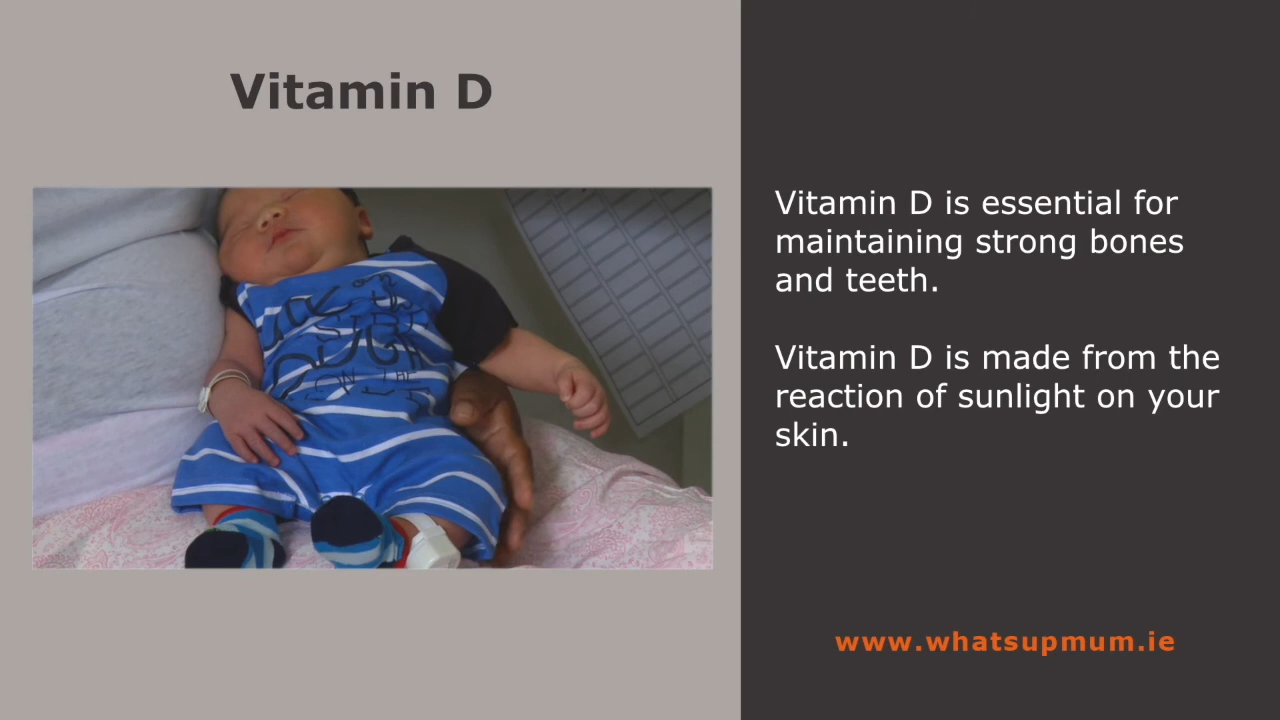 Vitamin D
Vitamin D is essential for
maintaining strong bones
and teeth.
Vitamin D is made from the
reaction of sunlight on your
skin.
www.whatsupmum.ie